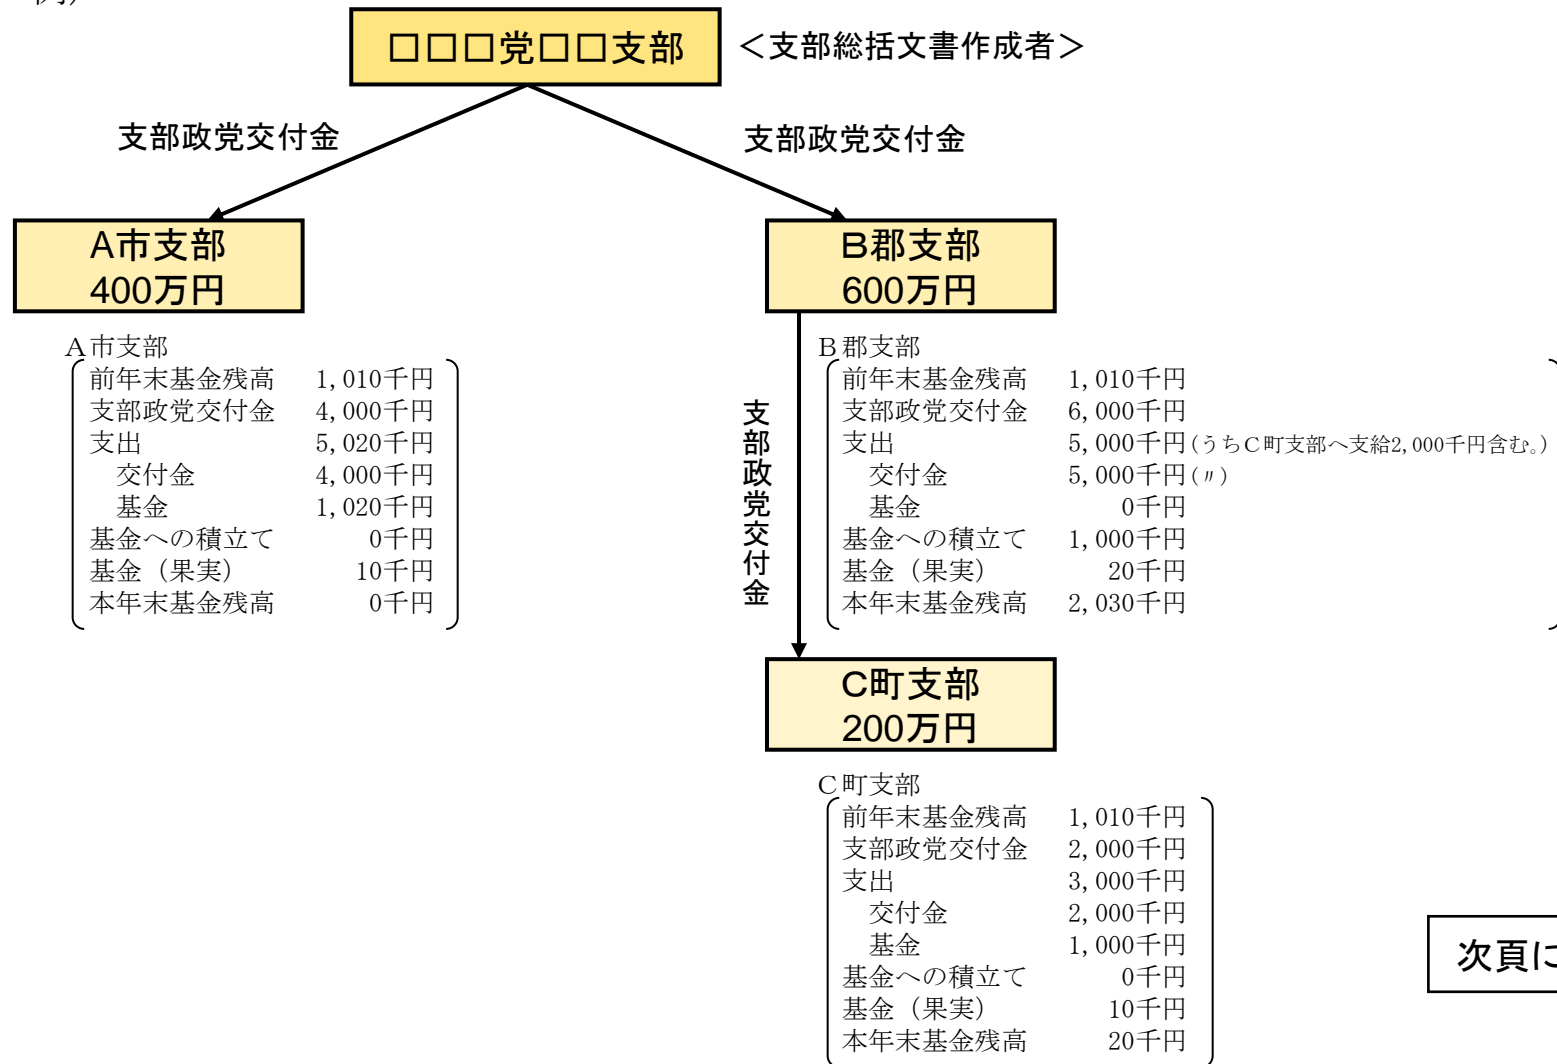 例）
□□□党□□支部
＜支部総括文書作成者＞
支部政党交付金
支部政党交付金
A市支部
400万円
B郡支部
600万円
Ａ市支部
前年末基金残高 1,010千円
支部政党交付金 4,000千円
支出 5,020千円
交付金 4,000千円
基金 1,020千円
基金への積立て 0千円
基金（果実） 10千円
本年末基金残高 0千円
支部政党交付金
Ｂ郡支部
前年末基金残高 1,010千円
支部政党交付金 6,000千円
支出 5,000千円(うちＣ町支部へ支給2,000千円含む。)
交付金 5,000千円(〃)
基金 0千円
基金への積立て 1,000千円
基金（果実） 20千円
本年末基金残高 2,030千円
C町支部
200万円
Ｃ町支部
前年末基金残高 1,010千円
支部政党交付金 2,000千円
支出 3,000千円
交付金 2,000千円
基金 1,000千円
基金への積立て 0千円
基金（果実） 10千円
本年末基金残高 20千円
次頁に